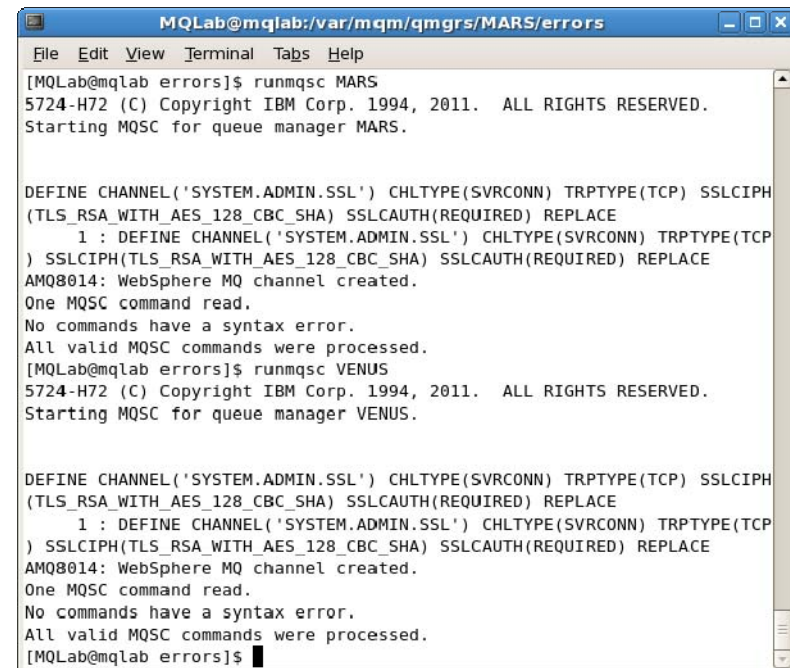 MQLab@mqlab:/var/mqm/qmgrs/MARS/errors
File Edit View Terminal Tabs Help
[MQLab@mqlab errors]$ runmqsc MARS
5724-H72 (C) Copyright IBM Corp. 1994, 2011.  ALL RIGHTS RESERVED.
Starting MQSC for queue manager MARS.
DEFINE CHANNEL('SYSTEM.ADMIN.SSL') CHLTYPE(SVRCONN) TRPTYPE(TCP) SSLCIPH
(TLS_RSA_WITH_AES_128_CBC_SHA) SSLCAUTH(REQUIRED) REPLACE
     1 : DEFINE CHANNEL('SYSTEM.ADMIN.SSL') CHLTYPE(SVRCONN) TRPTYPE(TCP
) SSLCIPH(TLS_RSA_WITH_AES_128_CBC_SHA) SSLCAUTH(REQUIRED) REPLACE
AMQ8014: WebSphere MQ channel created.
One MQSC command read.
No commands have a syntax error.
All valid MQSC commands were processed.
[MQLab@mqlab errors]$ runmqsc VENUS
5724-H72 (C) Copyright IBM Corp. 1994, 2011.  ALL RIGHTS RESERVED.
Starting MQSC for queue manager VENUS.
DEFINE CHANNEL('SYSTEM.ADMIN.SSL') CHLTYPE(SVRCONN) TRPTYPE(TCP) SSLCIPH
(TLS_RSA_WITH_AES_128_CBC_SHA) SSLCAUTH(REQUIRED) REPLACE
     1 : DEFINE CHANNEL('SYSTEM.ADMIN.SSL') CHLTYPE(SVRCONN) TRPTYPE(TCP
) SSLCIPH(TLS_RSA_WITH_AES_128_CBC_SHA) SSLCAUTH(REQUIRED) REPLACE
AMQ8014: WebSphere MQ channel created.
One MQSC command read.
No commands have a syntax error.
All valid MQSC commands were processed.
[MQLab@mqlab errors]$